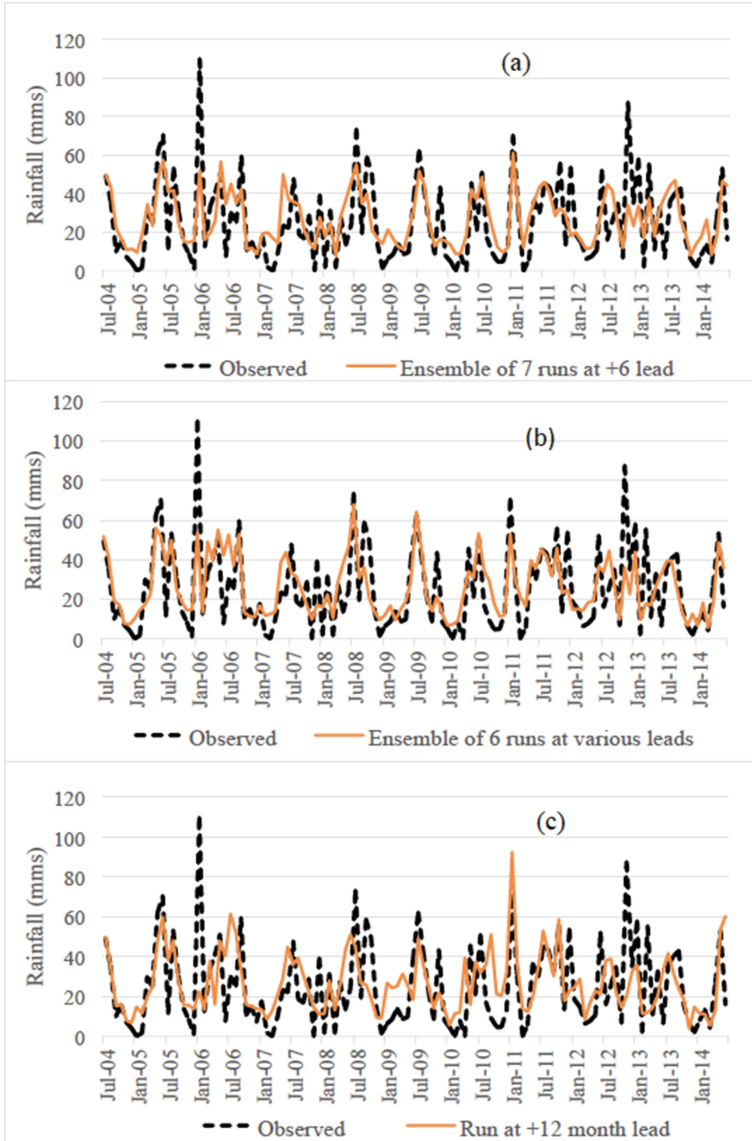 120
(a)
100
80
60
40
20
0
Rainfall (mms)
Jul-04 Jan-05 Jul-05 Jan-06 Jul-06 Jan-07 Jul-07 Jan-08 Jul-08 Jan-09 Jul-09 Jan-10 Jul-10 Jan-11 Jul-11 Jan-12 Jul-12 Jan-13 Jul-13 Jan-14
Observed Ensemble of 7 runs at +6 lead
120
(b)
100
80
60
40
20
0
Rainfall (mms)
Jul-04 Jan-05 Jul-05 Jan-06 Jul-06 Jan-07 Jul-07 Jan-08 Jul-08 Jan-09 Jul-09 Jan-10 Jul-10 Jan-11 Jul-11 Jan-12 Jul-12 Jan-13 Jul-13 Jan-14
Observed Ensemble of 6 runs at various leads
120
(c)
100
80
60
40
20
0
Rainfall (mms)
Jul-04 Jan-05 Jul-05 Jan-06 Jul-06 Jan-07 Jul-07 Jan-08 Jul-08 Jan-09 Jul-09 Jan-10 Jul-10 Jan-11 Jul-11 Jan-12 Jul-12 Jan-13 Jul-13 Jan-14
Observed Run at +12 month lead